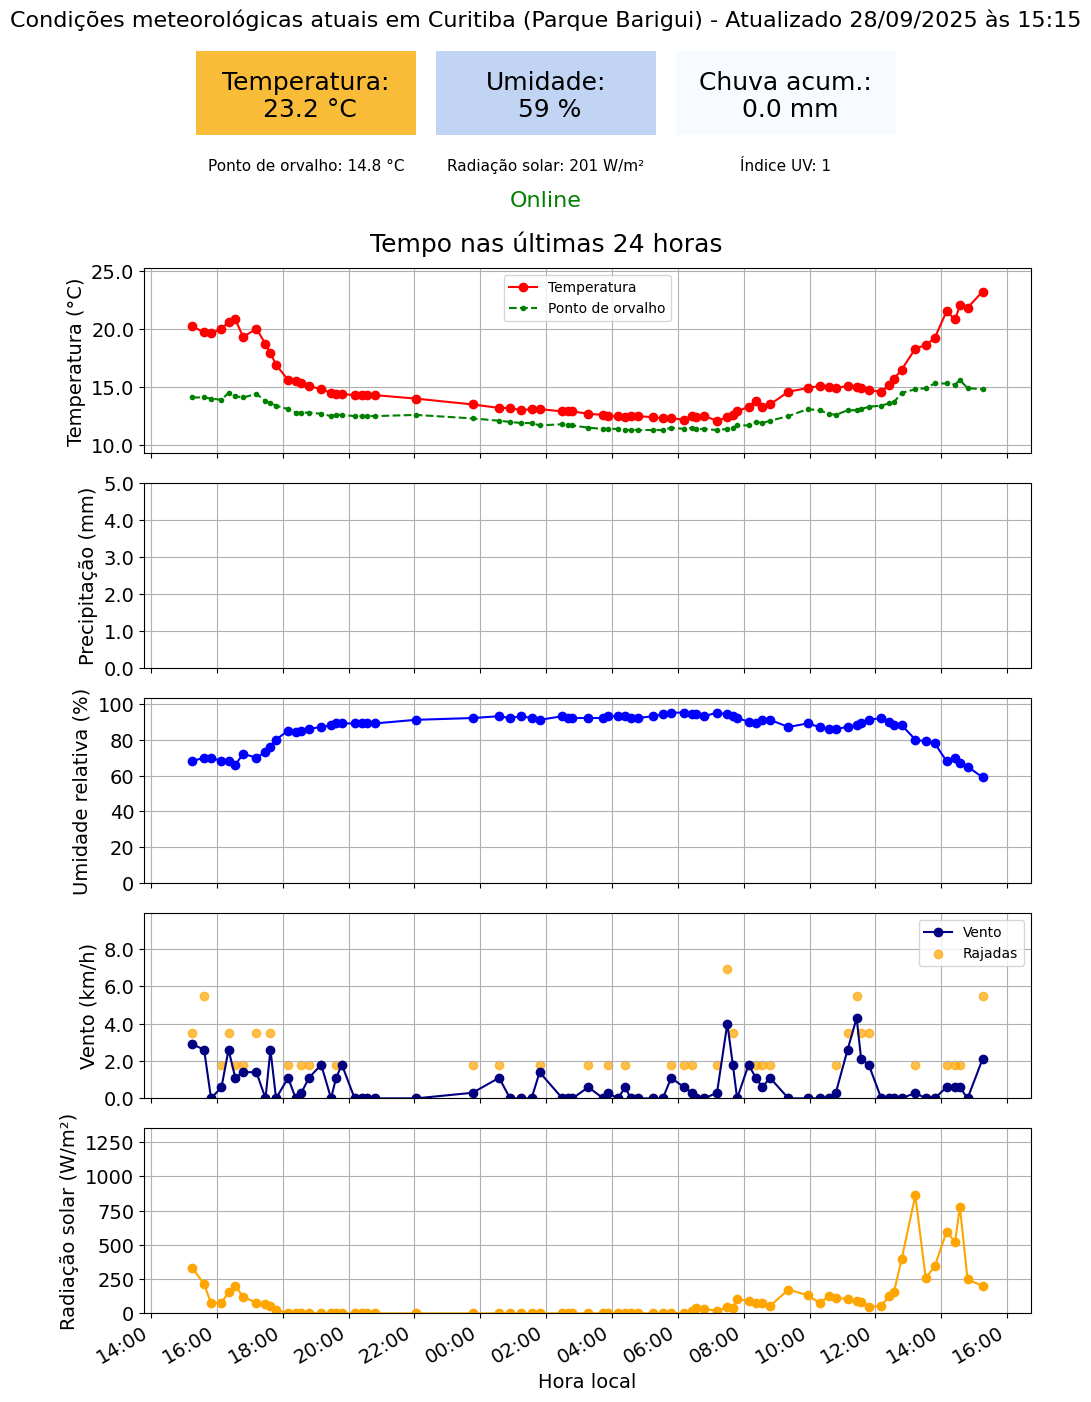 Condições meteorológicas atuais em Curitiba (Parque Barigui) - Atualizado 28/09/2025 às 15:15
Temperatura:
23.2 °C
Umidade:
59 %
Chuva acum.:
0.0 mm
Ponto de orvalho: 14.8 °C
Radiação solar: 201 W/m²
Índice UV: 1
Online
Tempo nas últimas 24 horas
Temperatura (°C)
25.0
20.0
15.0
10.0
Temperatura
Ponto de orvalho
Precipitação (mm)
5.0
4.0
3.0
2.0
1.0
0.0
Umidade relativa (%)
100
80
60
40
20
0
Vento (km/h)
8.0
6.0
4.0
2.0
0.0
Vento
Rajadas
Radiação solar (W/m²)
1250
1000
750
500
250
0
14:00
16:00
18:00
20:00
22:00
00:00
02:00
04:00
06:00
08:00
10:00
12:00
14:00
16:00
Hora local